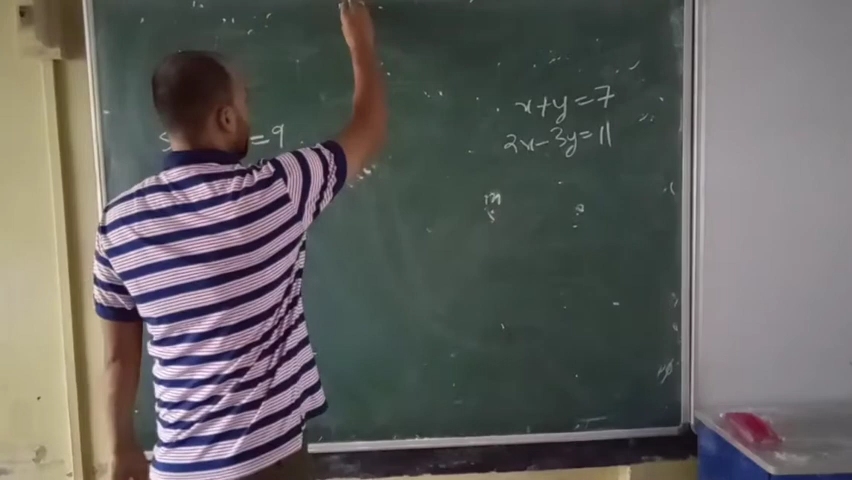 = 9
x + y = 7
2x - 3y = 11